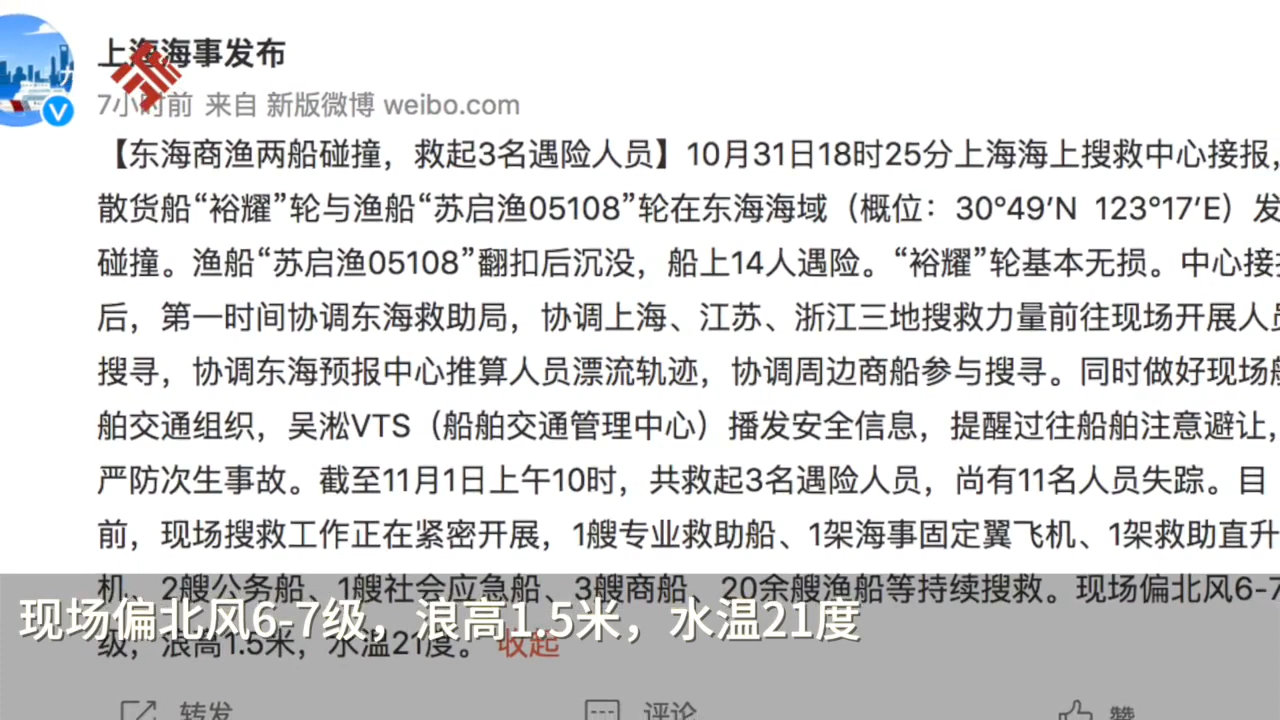 上海海事发布
7小时前 来自 新版微博 weibo.com
【东海商渔两船碰撞，救起3名遇险人员】10月31日18时25分上海海上搜救中心接报，
散货船“裕耀”轮与渔船“苏启渔05108”轮在东海海域（概位：30°49′N 123°17′E）发
碰撞。渔船“苏启渔05108”翻扣后沉没，船上14人遇险。“裕耀”轮基本无损。中心接
后，第一时间协调东海救助局，协调上海、江苏、浙江三地搜救力量前往现场开展人员
搜寻，协调东海预报中心推算人员漂流轨迹，协调周边商船参与搜寻。同时做好现场船
舶交通组织，吴淞VTS（船舶交通管理中心）播发安全信息，提醒过往船舶注意避让，
严防次生事故。截至11月1日上午10时，共救起3名遇险人员，尚有11名人员失踪。目
前，现场搜救工作正在紧密开展，1艘专业救助船、1架海事固定翼飞机、1架救助直升
机、2艘公务船、1艘社会应急船、3艘商船、20余艘渔船等持续搜救。现场偏北风6-7
级，浪高1.5米，水温21度。 收起
现场偏北风6-7级，浪高1.5米，水温21度
转发 评论 赞